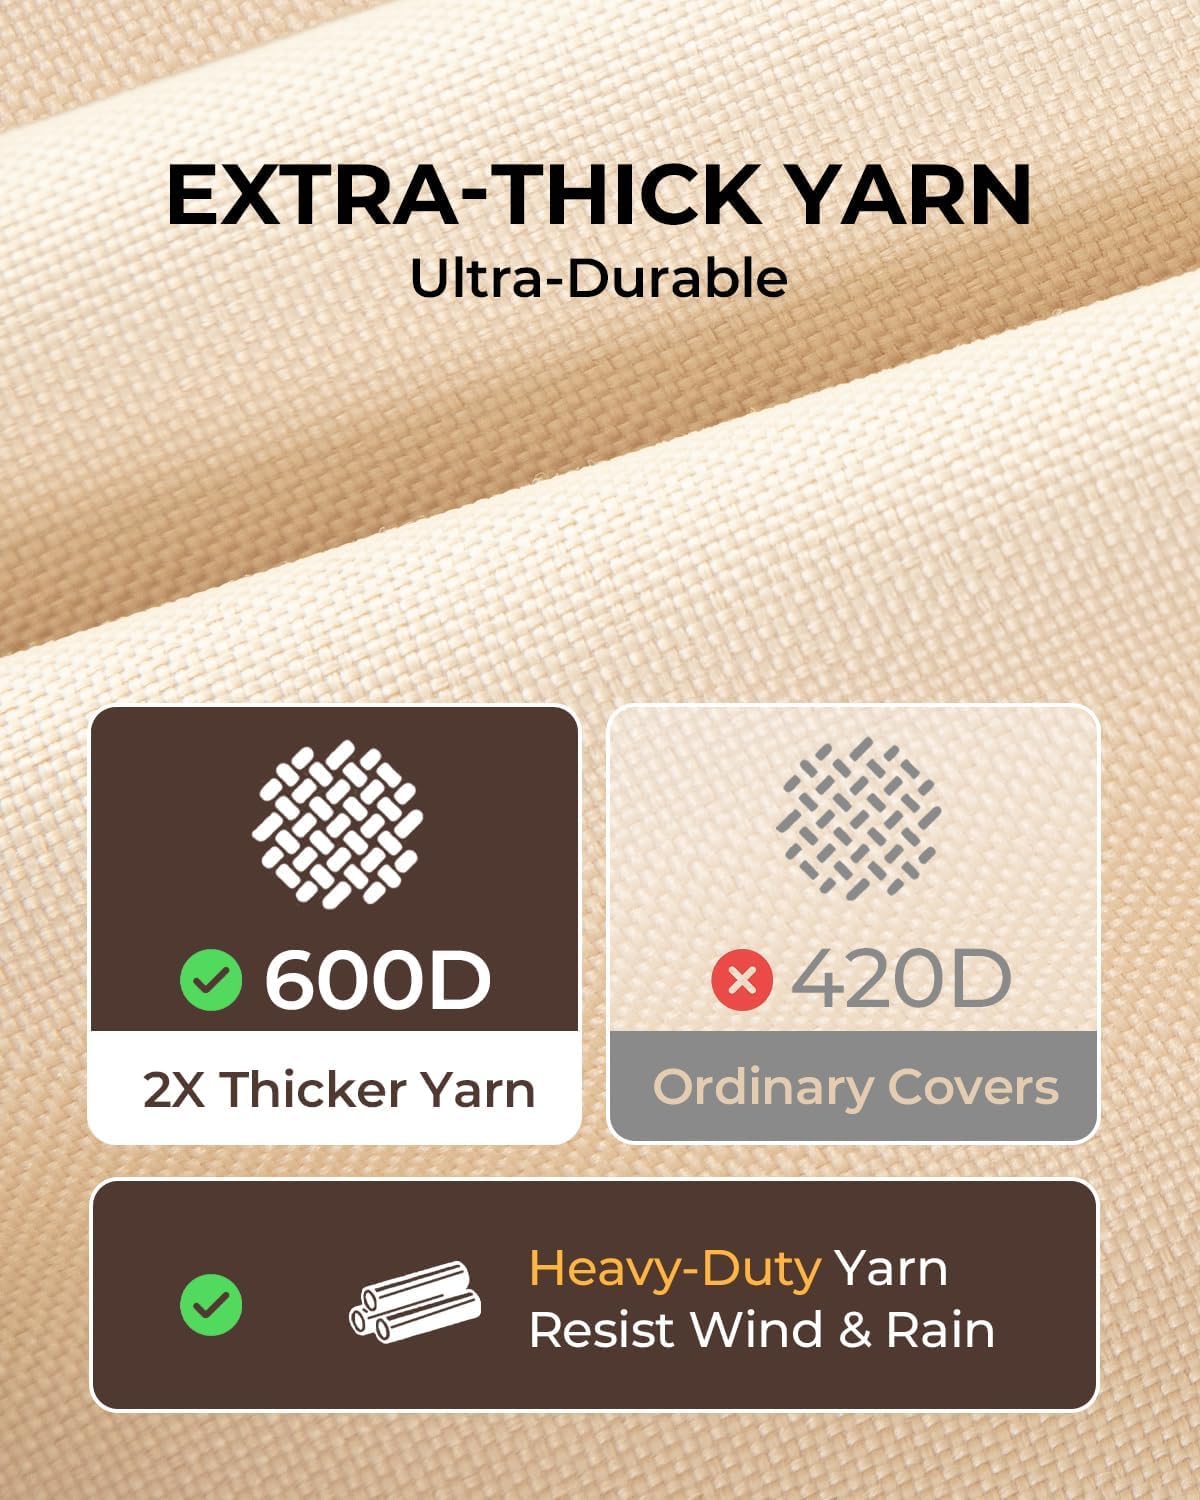 EXTRA-THICK YARN
Ultra-Durable
600D
420D
2X Thicker Yarn
Ordinary Covers
Heavy-Duty Yarn
Resist Wind & Rain